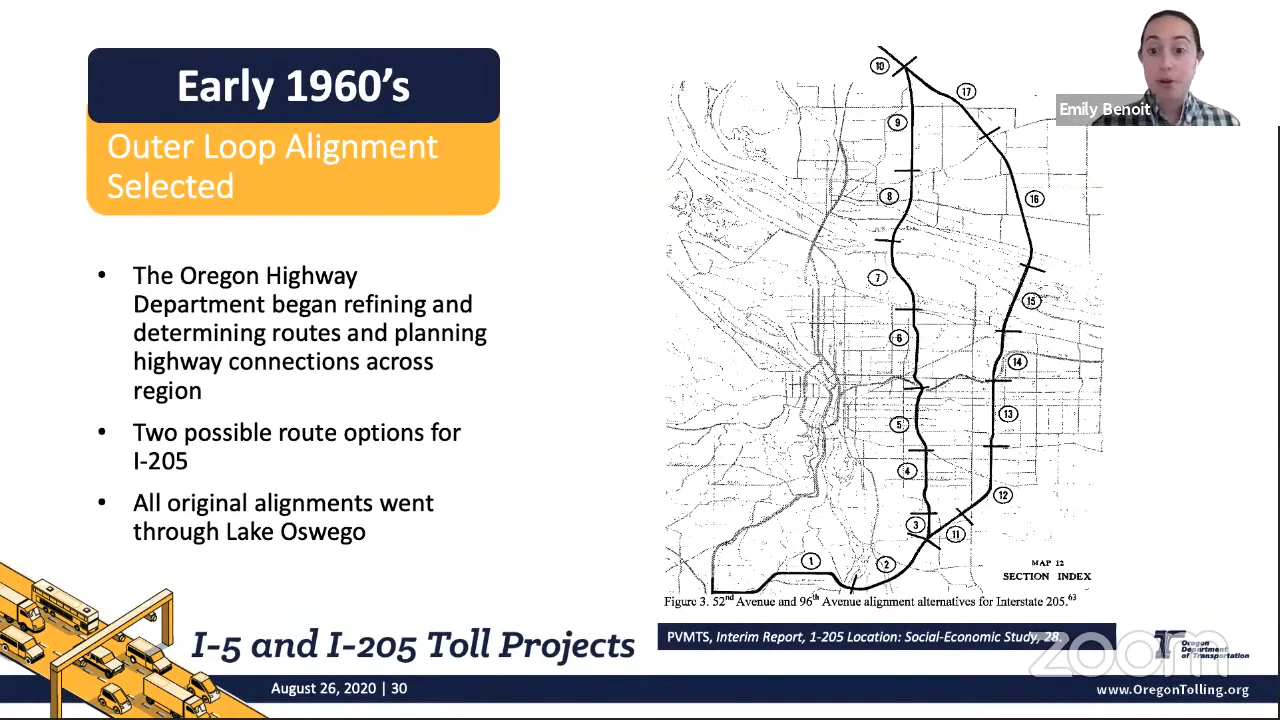 Early 1960's
Outer Loop Alignment
Selected
• The Oregon Highway
Department began refining and
determining routes and planning
highway connections across
region
• Two possible route options for
I-205
• All original alignments went
through Lake Oswego
10
17
9
8
16
7
15
6
14
13
5
4
12
3
11
1
2
MAP 12
SECTION INDEX
Figure 3. 52nd Avenue and 96th Avenue alignment alternatives for Interstate 205.63
Emily Benoit
I-5 and I-205 Toll Projects
PVMTS, Interim Report, 1-205 Location: Social-Economic Study, 28.
zoom
Oregon
Department
of Transportation
August 26, 2020 | 30
www.OregonTolling.org